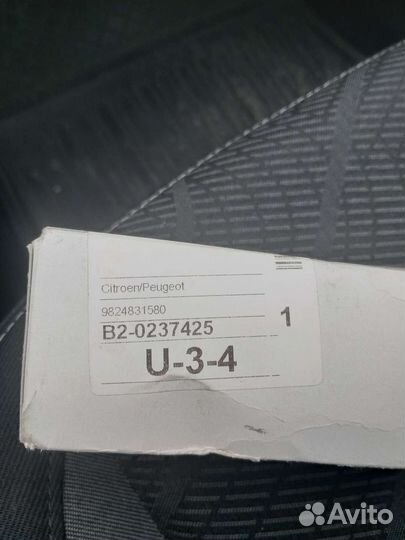 Citroen/Peugeot
9824831580
B2-0237425
1
U-3-4
Avito